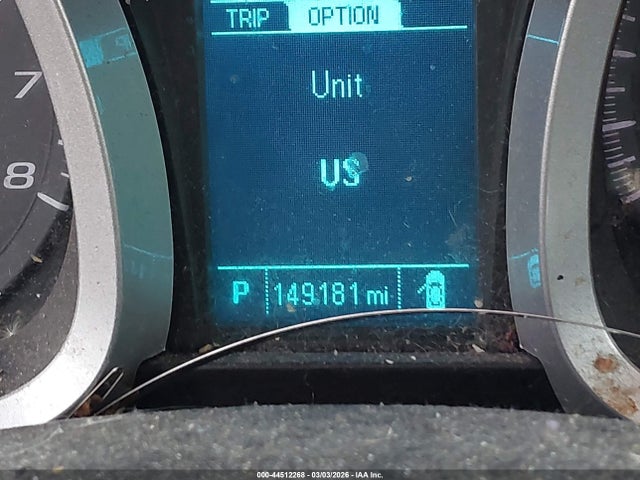 TRIP OPTION
Unit
US
P 149181 mi
7
8
000-44512268 - 03/03/2026 - IAA Inc.